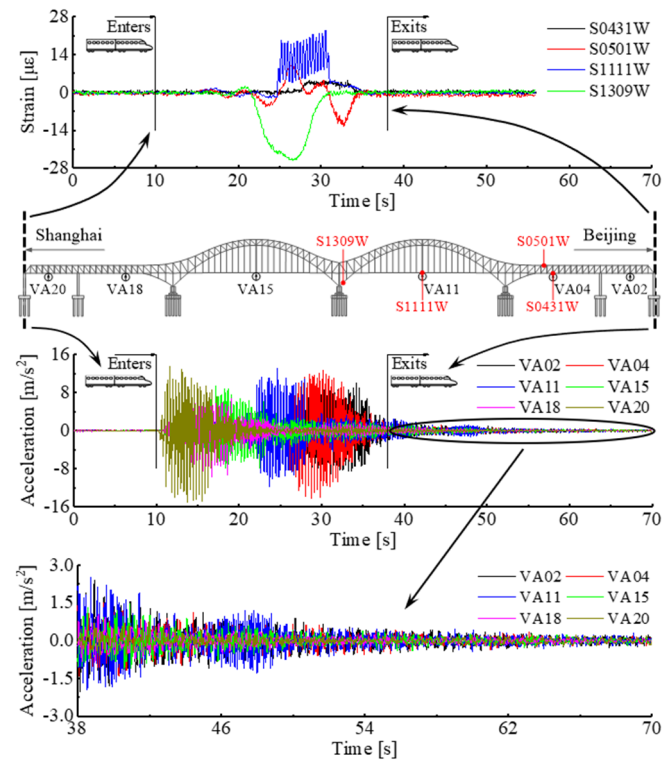 28
14
0
-14
-28
Strain [με]
Enters
Exits
S0431W
S0501W
S1111W
S1309W
0 10 20 30 40 50 60 70
Time [s]
Shanghai
S1309W
S0501W
Beijing
VA20 VA18 VA15 VA11 VA04 VA02
S1111W S0431W
16
8
0
-8
-16
Acceleration [m/s²]
Enters
Exits
VA02 VA04
VA11 VA15
VA18 VA20
0 10 20 30 40 50 60 70
Time [s]
3.0
1.5
0.0
-1.5
-3.0
Acceleration [m/s²]
VA02 VA04
VA11 VA15
VA18 VA20
38 46 54 62 70
Time [s]